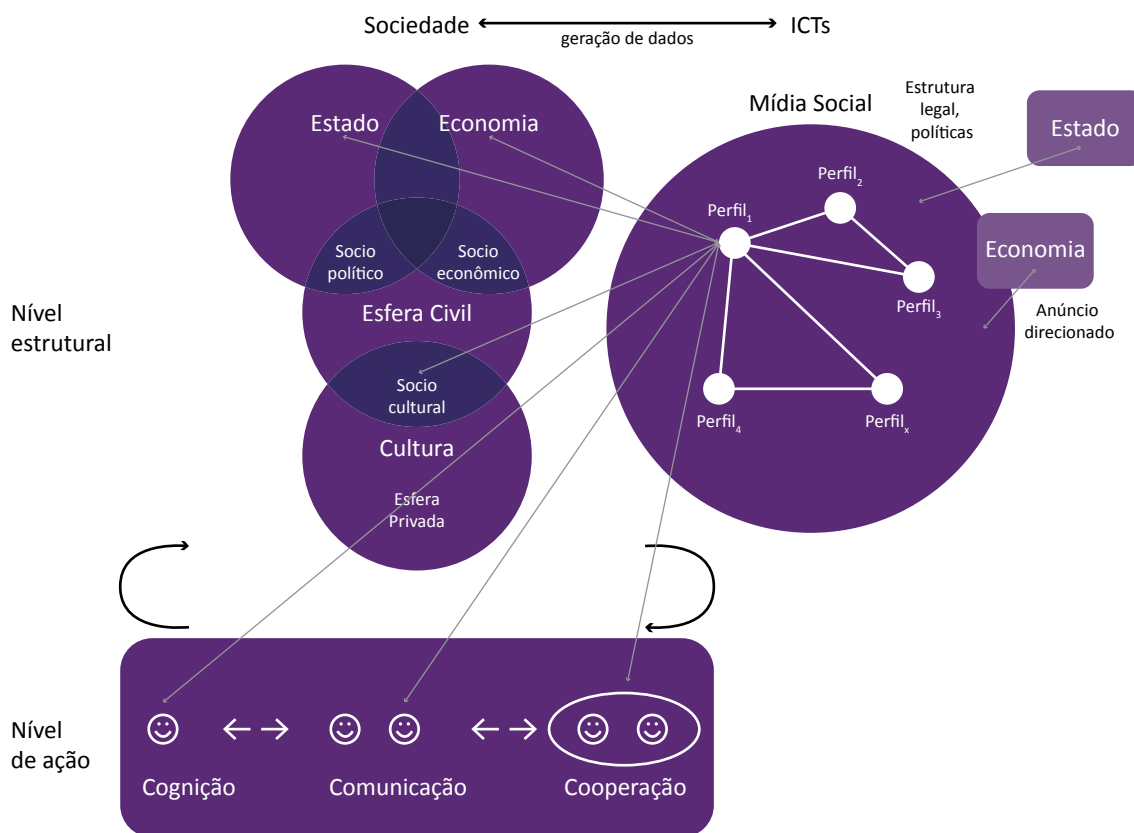 Sociedade
geração de dados
ICTs
Estado
Economia
Socio
político
Socio
econômico
Esfera Civil
Socio
cultural
Cultura
Esfera
Privada
Nível
estrutural
Mídia Social
Estrutura
legal,
políticas
Estado
Economia
Anúncio
direcionado
Perfil₁
Perfil₂
Perfil₃
Perfil₄
Perfilₓ
Nível
de ação
Cognição
Comunicação
Cooperação